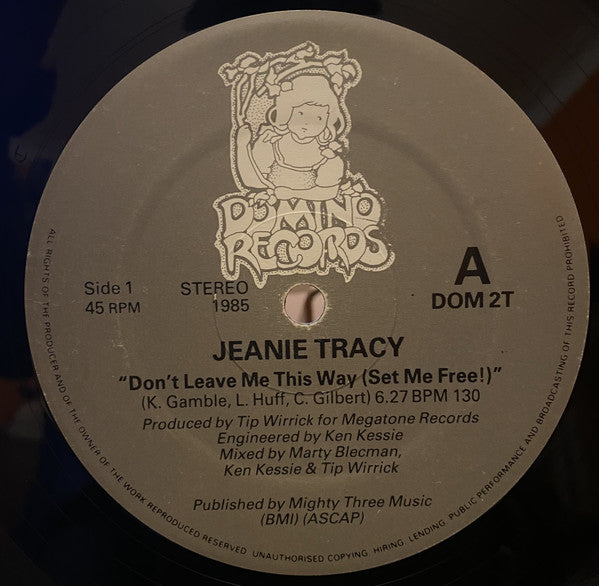 DOMINO
RECORDS
Side 1
45 RPM
STEREO
1985
A
DOM 2T
JEANIE TRACY
“Don't Leave Me This Way (Set Me Free!)”
(K. Gamble, L. Huff, C. Gilbert) 6.27 BPM 130
Produced by Tip Wirrick for Megatone Records
Engineered by Ken Kessie
Mixed by Marty Blecman,
Ken Kessie & Tip Wirrick
Published by Mighty Three Music
(BMI) (ASCAP)
ALL RIGHTS OF THE PRODUCER AND OF THE OWNER OF THE WORK REPRODUCED RESERVED. UNAUTHORISED COPYING, HIRING, LENDING, PUBLIC PERFORMANCE AND BROADCASTING OF THIS RECORD PROHIBITED